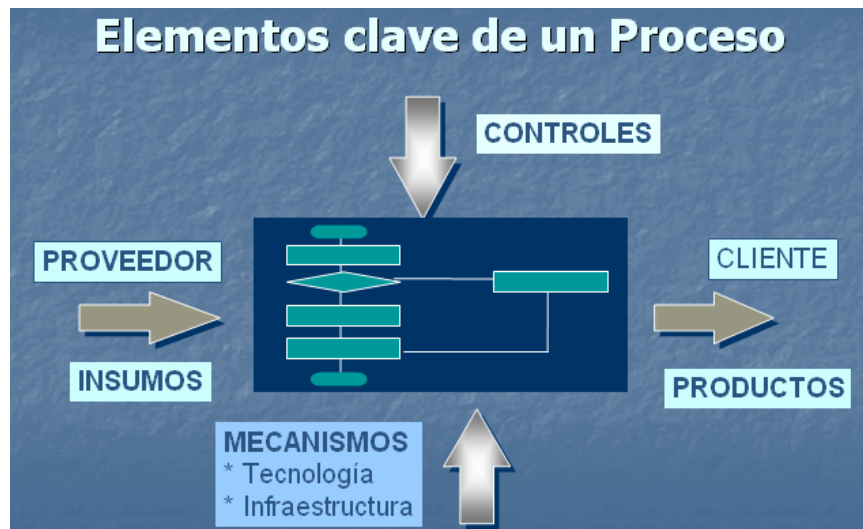 Elementos clave de un Proceso
CONTROLES
PROVEEDOR
INSUMOS
CLIENTE
PRODUCTOS
MECANISMOS
* Tecnología
* Infraestructura